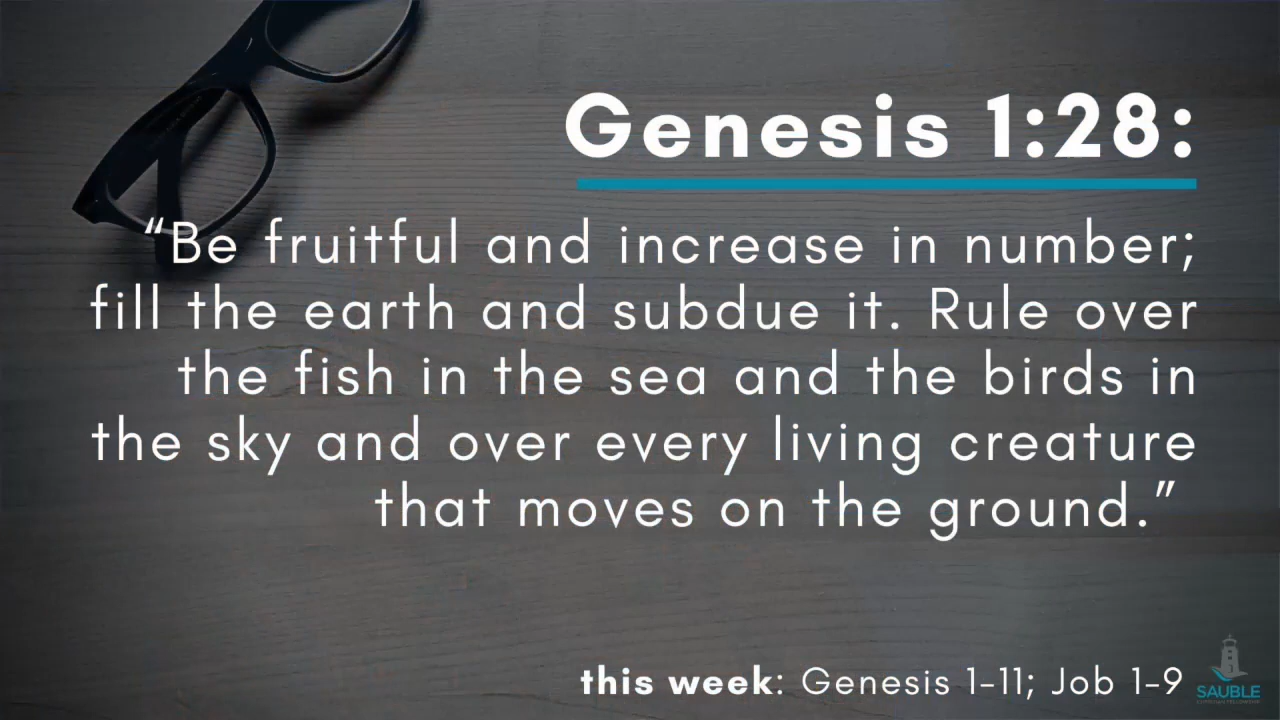 Genesis 1:28:
“Be fruitful and increase in number;
fill the earth and subdue it. Rule over
the fish in the sea and the birds in
the sky and over every living creature
that moves on the ground.”
this week: Genesis 1-11; Job 1-9
SAUBLE
CHRISTIAN FELLOWSHIP